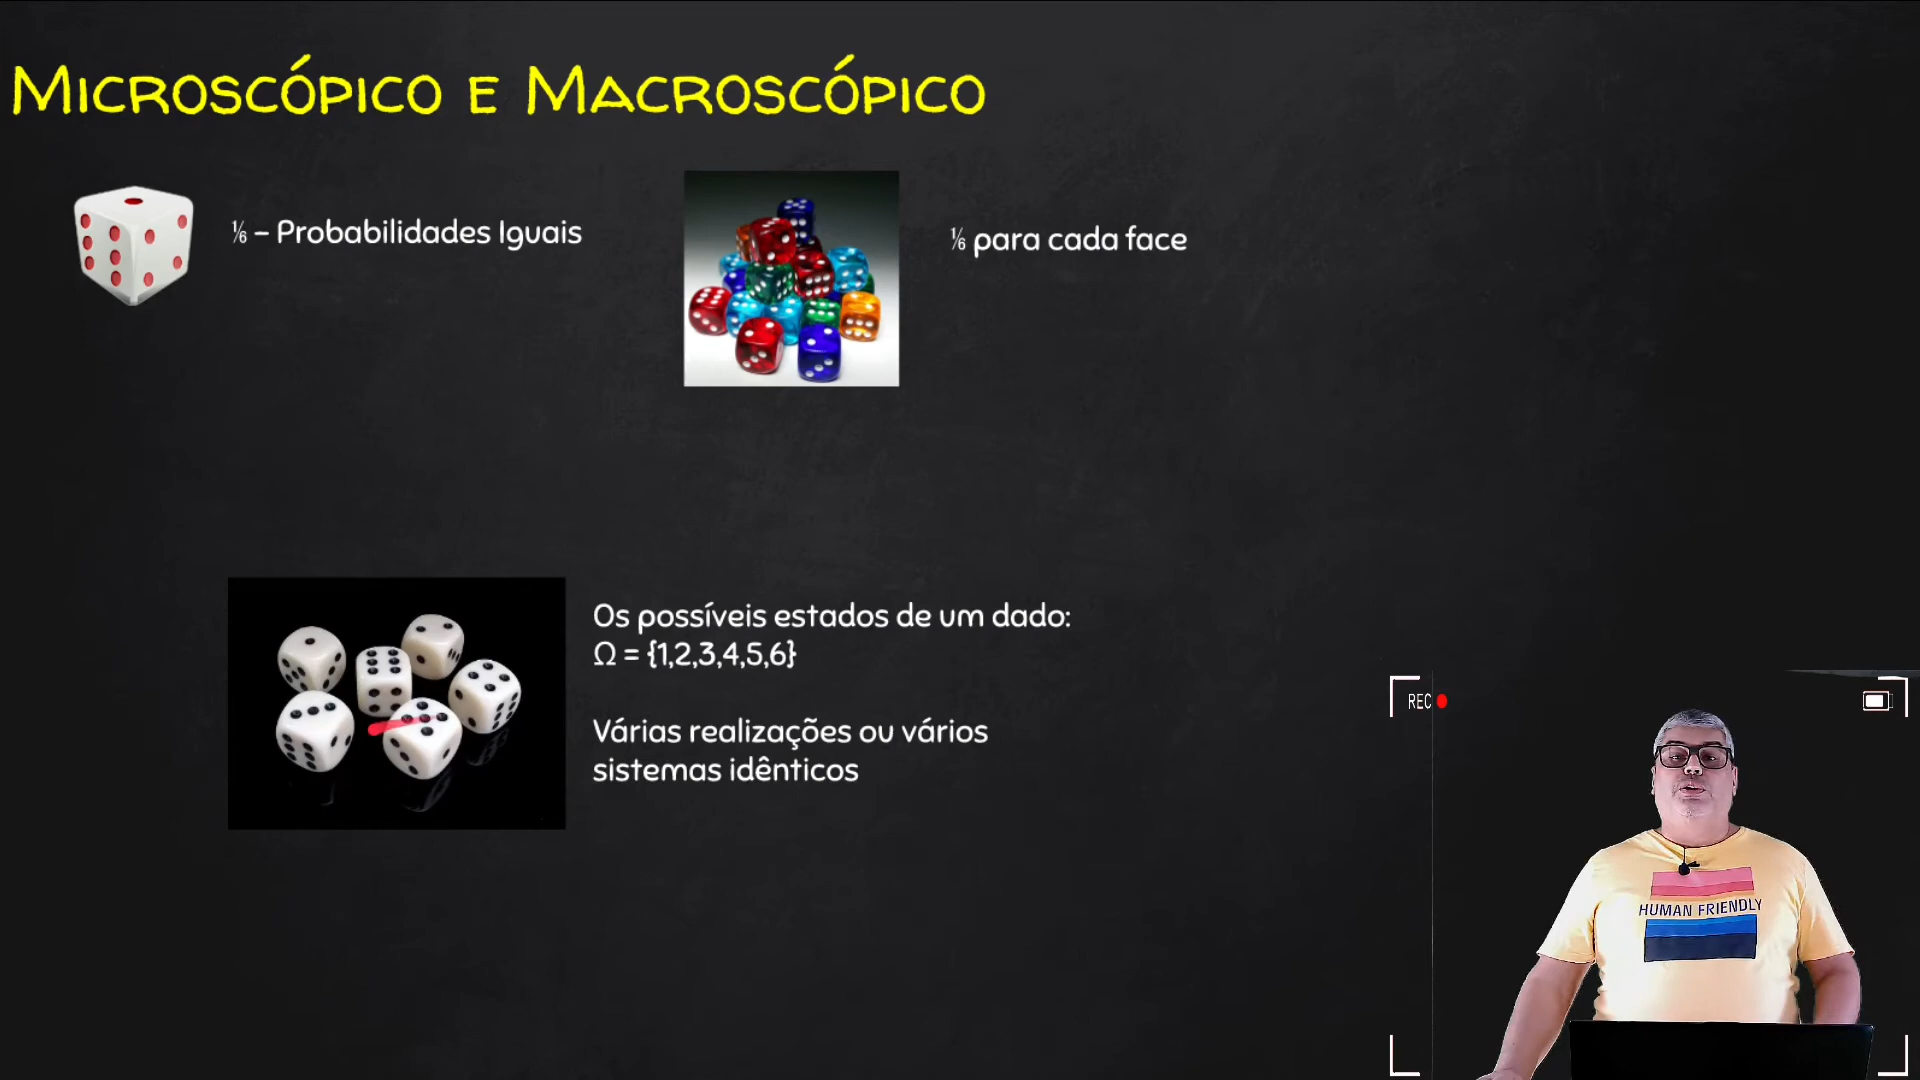 Microscópico e Macroscópico
⅙ – Probabilidades Iguais
⅙ para cada face
Os possíveis estados de um dado:
Ω = {1,2,3,4,5,6}
Várias realizações ou vários
sistemas idênticos
REC
HUMAN FRIENDLY